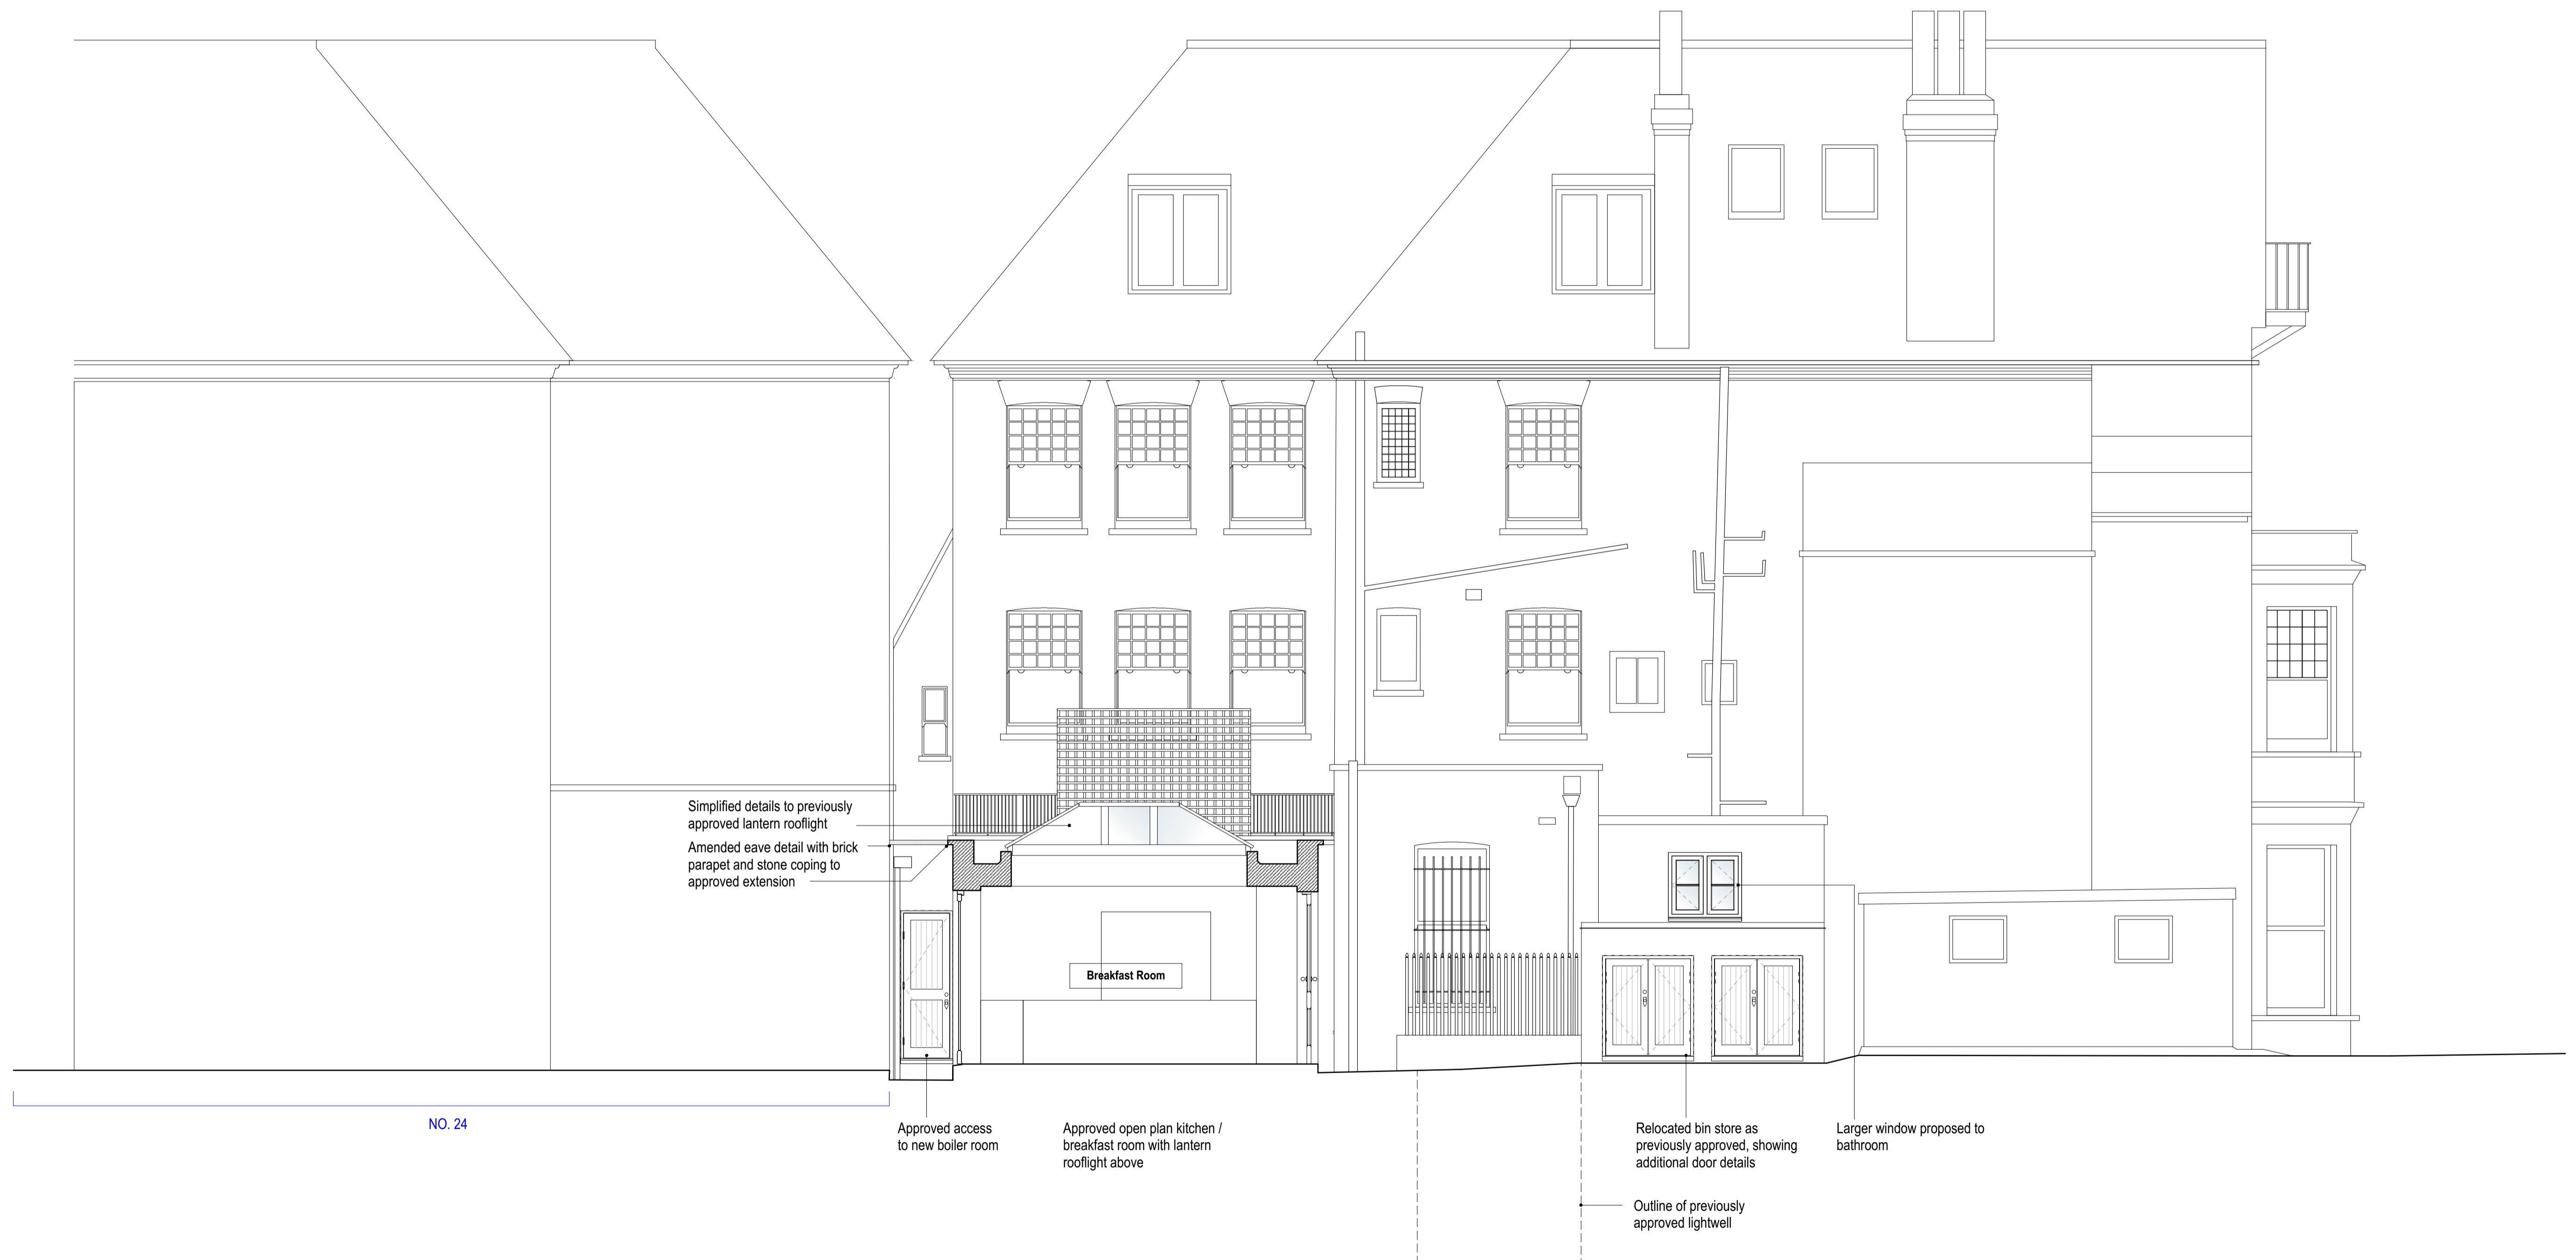 Simplified details to previously
approved lantern rooflight
Amended eave detail with brick
parapet and stone coping to
approved extension
Breakfast Room
NO. 24
Approved access
to new boiler room
Approved open plan kitchen /
breakfast room with lantern
rooflight above
Relocated bin store as
previously approved, showing
additional door details
Larger window proposed to
bathroom
Outline of previously
approved lightwell